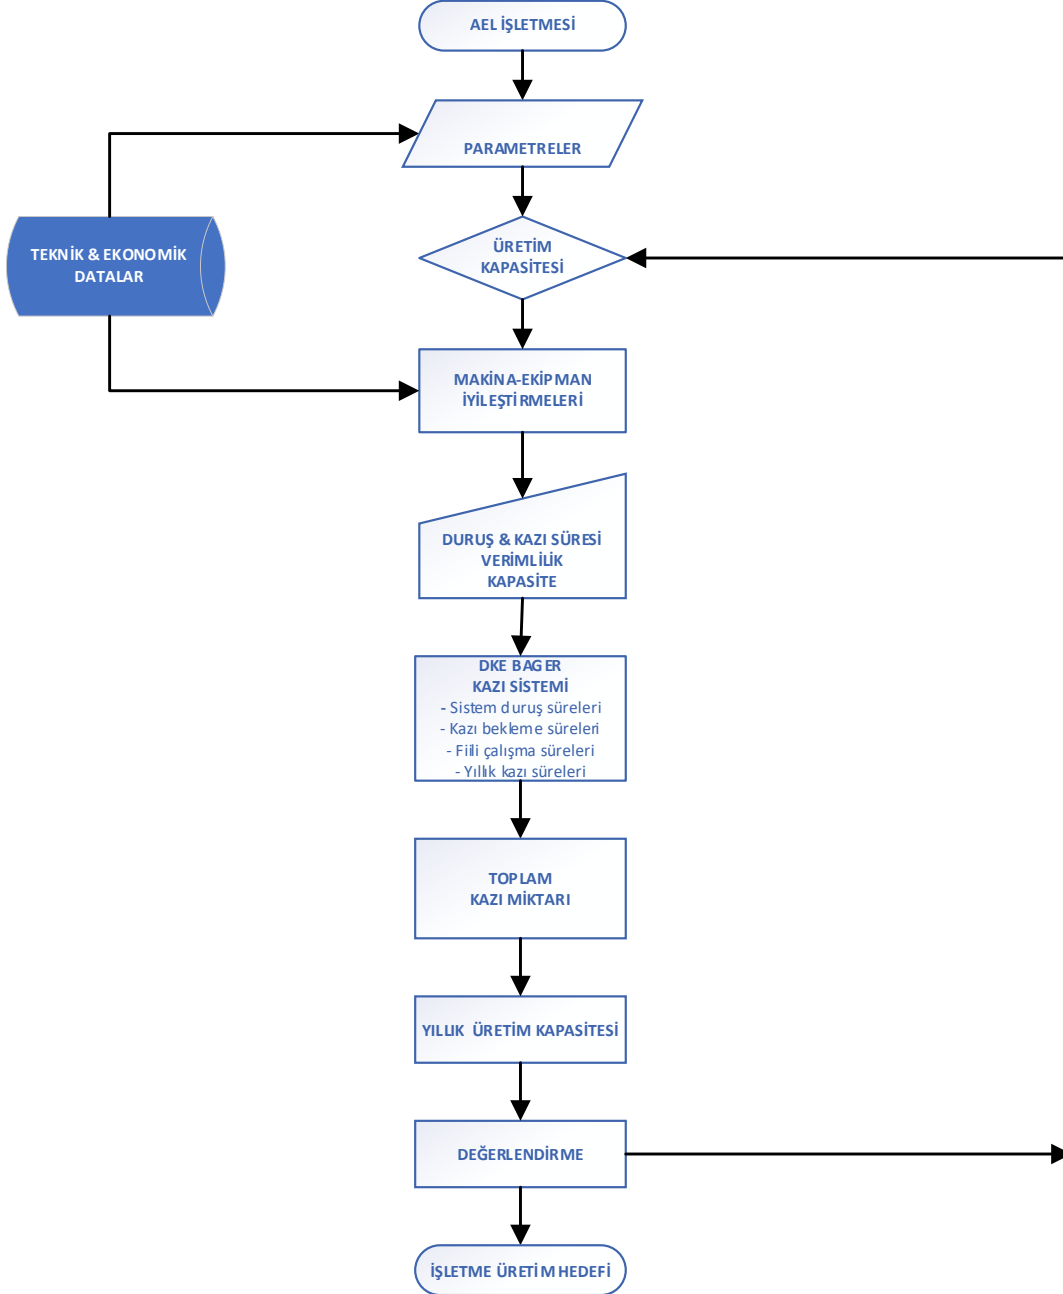 AEL İŞLETMESİ
PARAMETRELER
ÜRETİM
KAPASİTESİ
TEKNİK & EKONOMİK
DATALAR
MAKİNA-EKİPMAN
İYİLEŞTİRMELERİ
DURUŞ & KAZI SÜRESİ
VERİMLİLİK
KAPASİTE
DKE BAGER
KAZI SİSTEMİ
- Sistem duruş süreleri
- Kazı bekleme süreleri
- Fiili çalışma süreleri
- Yıllık kazı süreleri
TOPLAM
KAZI MİKTARI
YILLIK ÜRETİM KAPASİTESİ
DEĞERLENDİRME
İŞLETME ÜRETİM HEDEFİ